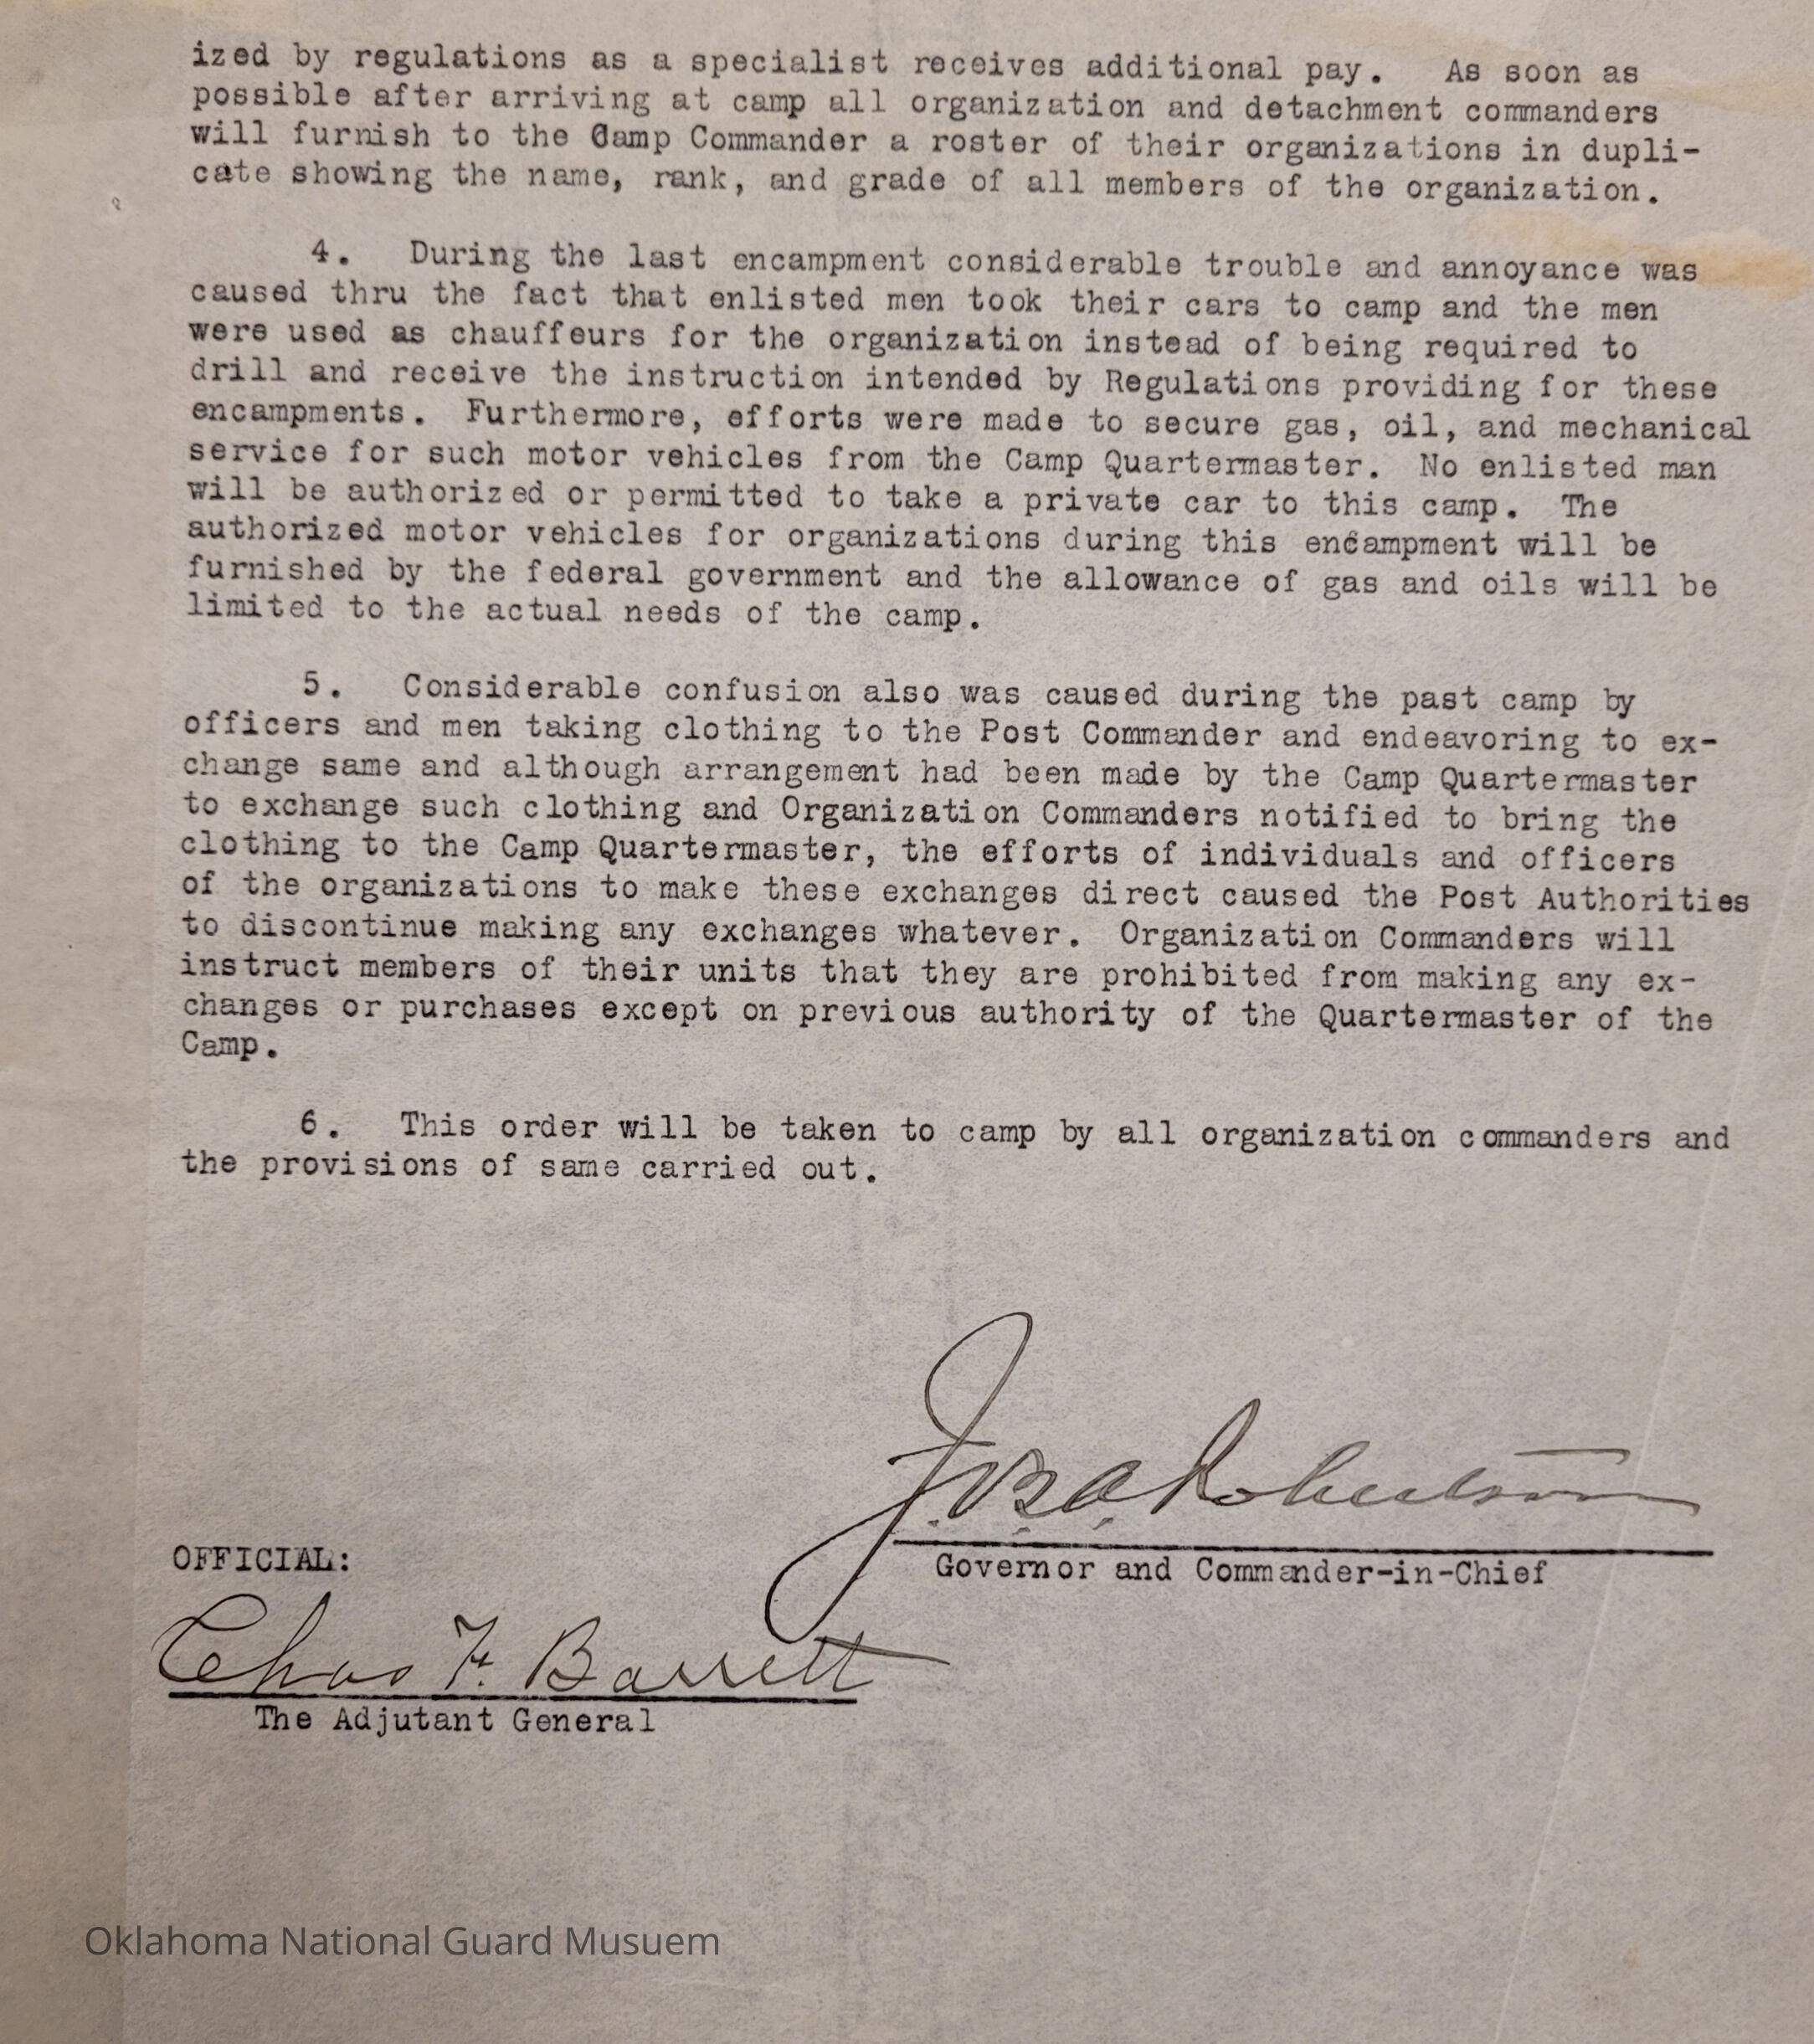 ized by regulations as a specialist receives additional pay. As soon as
possible after arriving at camp all organization and detachment commanders
will furnish to the Camp Commander a roster of their organizations in dupli-
cate showing the name, rank, and grade of all members of the organization.
4. During the last encampment considerable trouble and annoyance was
caused thru the fact that enlisted men took their cars to camp and the men
were used as chauffeurs for the organization instead of being required to
drill and receive the instruction intended by Regulations providing for these
encampments. Furthermore, efforts were made to secure gas, oil, and mechanical
service for such motor vehicles from the Camp Quartermaster. No enlisted man
will be authorized or permitted to take a private car to this camp. The
authorized motor vehicles for organizations during this encampment will be
furnished by the federal government and the allowance of gas and oils will be
limited to the actual needs of the camp.
5. Considerable confusion also was caused during the past camp by
officers and men taking clothing to the Post Commander and endeavoring to ex-
change same and although arrangement had been made by the Camp Quartermaster
to exchange such clothing and Organization Commanders notified to bring the
clothing to the Camp Quartermaster, the efforts of individuals and officers
of the organizations to make these exchanges direct caused the Post Authorities
to discontinue making any exchanges whatever. Organization Commanders will
instruct members of their units that they are prohibited from making any ex-
changes or purchases except on previous authority of the Quartermaster of the
Camp.
6. This order will be taken to camp by all organization commanders and
the provisions of same carried out.
J.B.A. Robertson
Governor and Commander-in-Chief
OFFICIAL:
Chas F. Barrett
The Adjutant General
Oklahoma National Guard Musuem